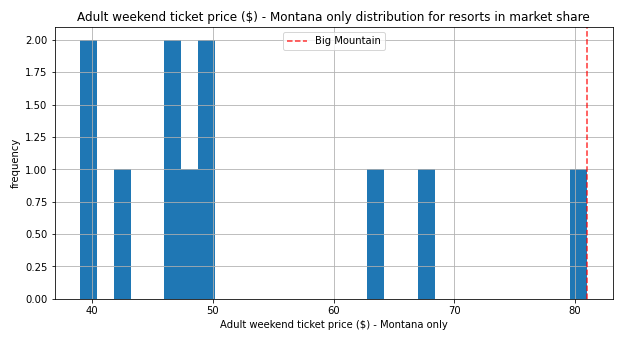 Adult weekend ticket price ($) - Montana only distribution for resorts in market share
Big Mountain
2.00
1.75
1.50
1.25
1.00
0.75
0.50
0.25
0.00
frequency
40 50 60 70 80
Adult weekend ticket price ($) - Montana only